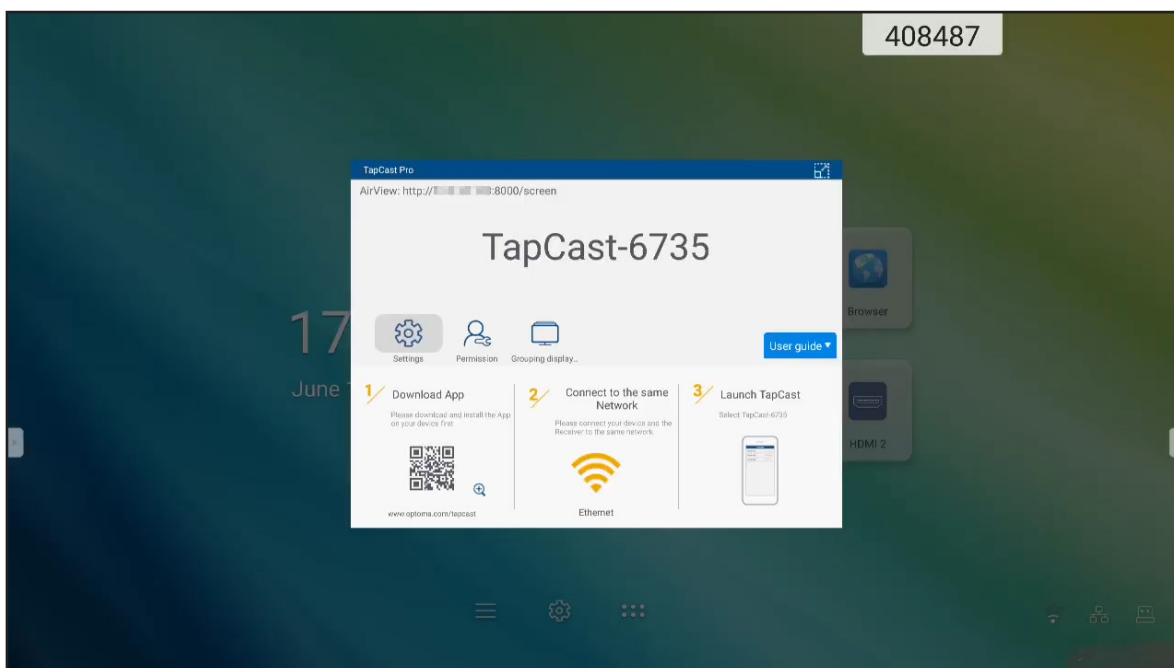 408487
TapCast Pro
AirView: http:// :8000/screen
TapCast-6735
17
June
Browser
HDMI 2
Settings
Permission
Grouping display..
User guide
1 Download App
Please download and install the App
on your device first
www.optoma.com/tapcast
2 Connect to the same
Network
Please connect your device and the
Receiver to the same network.
Ethernet
3 Launch TapCast
Select TapCast-6735